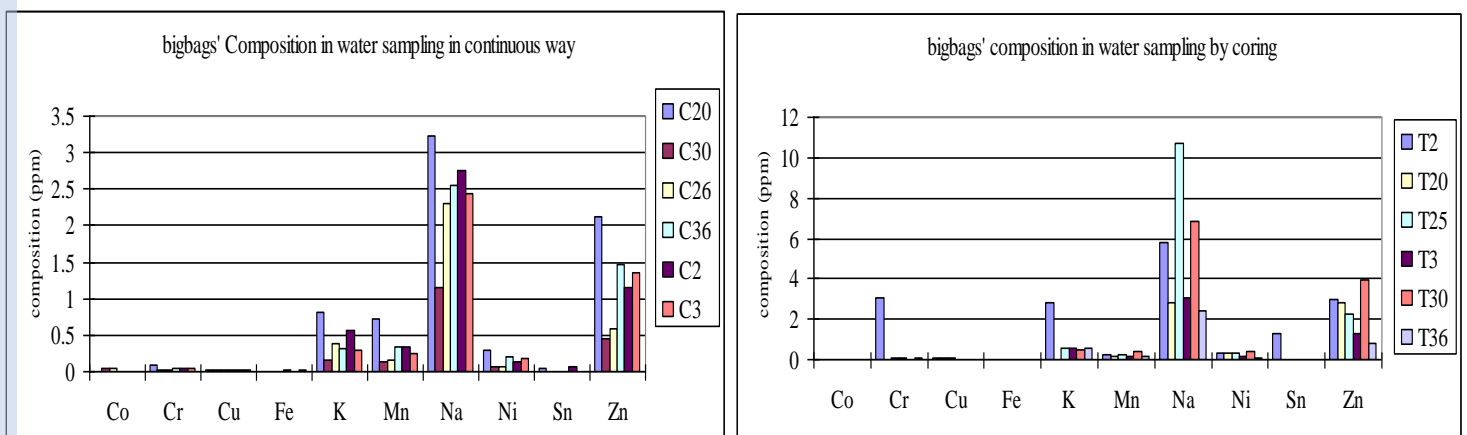 bigbags' Composition in water sampling in continuous way
composition (ppm)
3.5
3
2.5
2
1.5
1
0.5
0
Co Cr Cu Fe K Mn Na Ni Sn Zn
C20
C30
C26
C36
C2
C3
bigbags' composition in water sampling by coring
composition (ppm)
12
10
8
6
4
2
0
Co Cr Cu Fe K Mn Na Ni Sn Zn
T2
T20
T25
T3
T30
T36